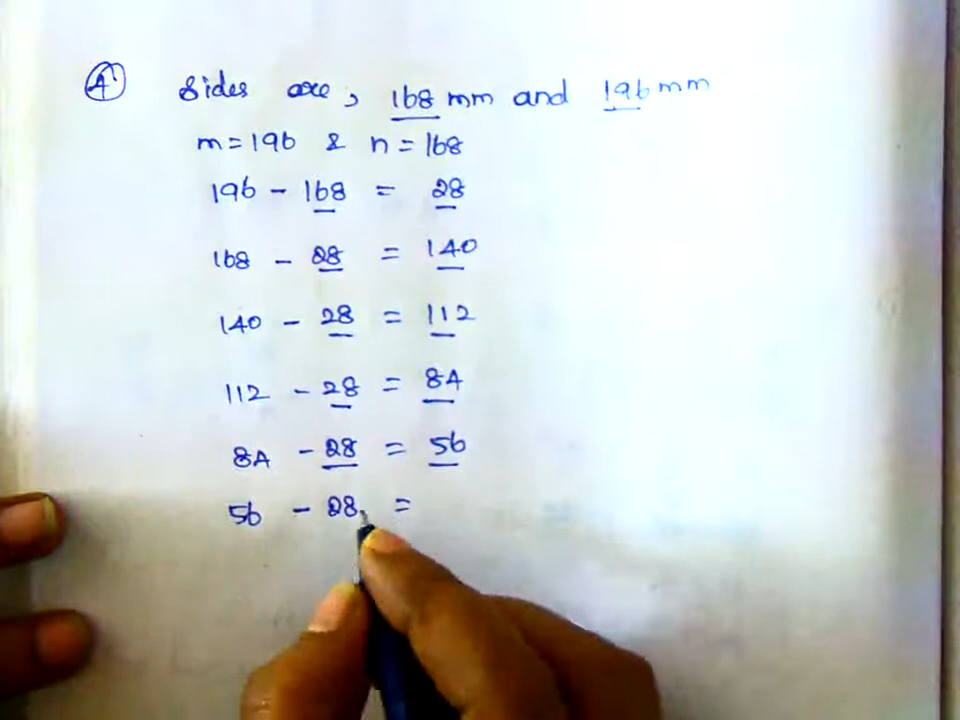 4 Sides are, 168 mm and 196 mm
m = 196 & n = 168
196 - 168 = 28
168 - 28 = 140
140 - 28 = 112
112 - 28 = 84
84 - 28 = 56
56 - 28 =